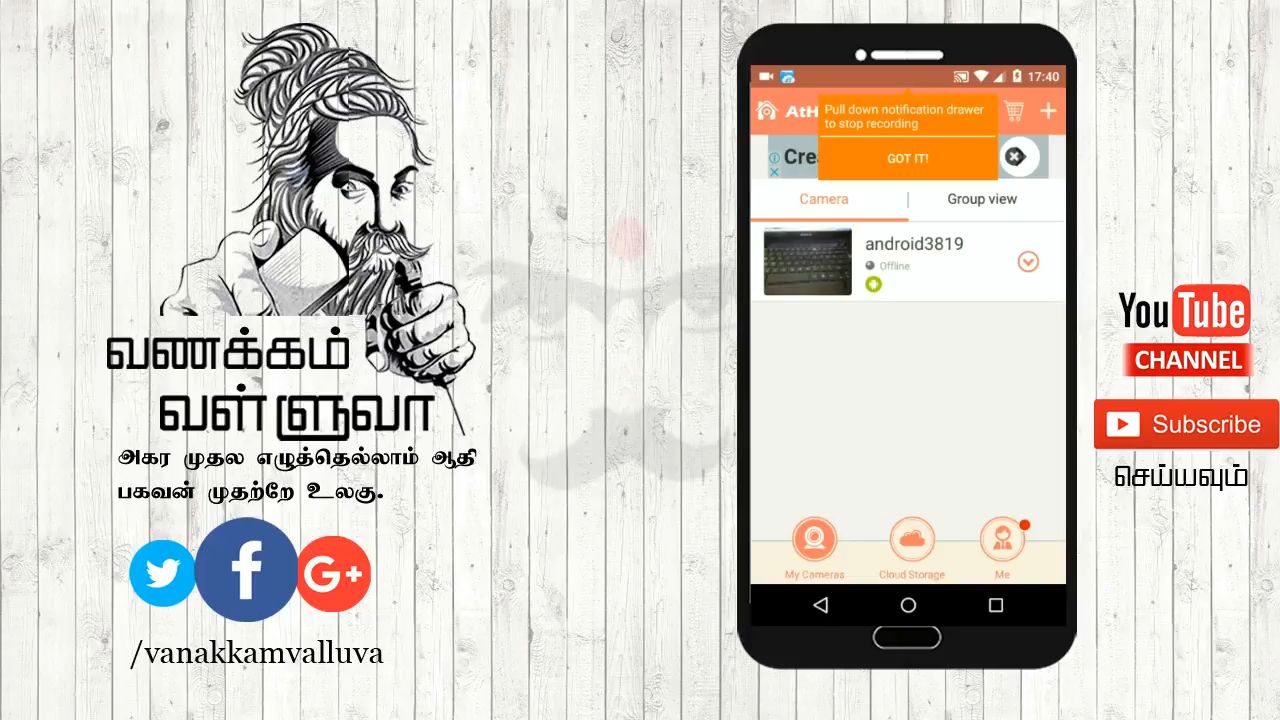 வணக்கம்
வள்ளுவா
அகர முதல எழுத்தெல்லாம் ஆதி
பகவன் முதற்றே உலகு.
/vanakkamvalluva
17:40
AtH
Pull down notification drawer
to stop recording
GOT IT!
Camera
Group view
android3819
Offline
My Cameras
Cloud Storage
Me
YouTube
CHANNEL
Subscribe
செய்யவும்